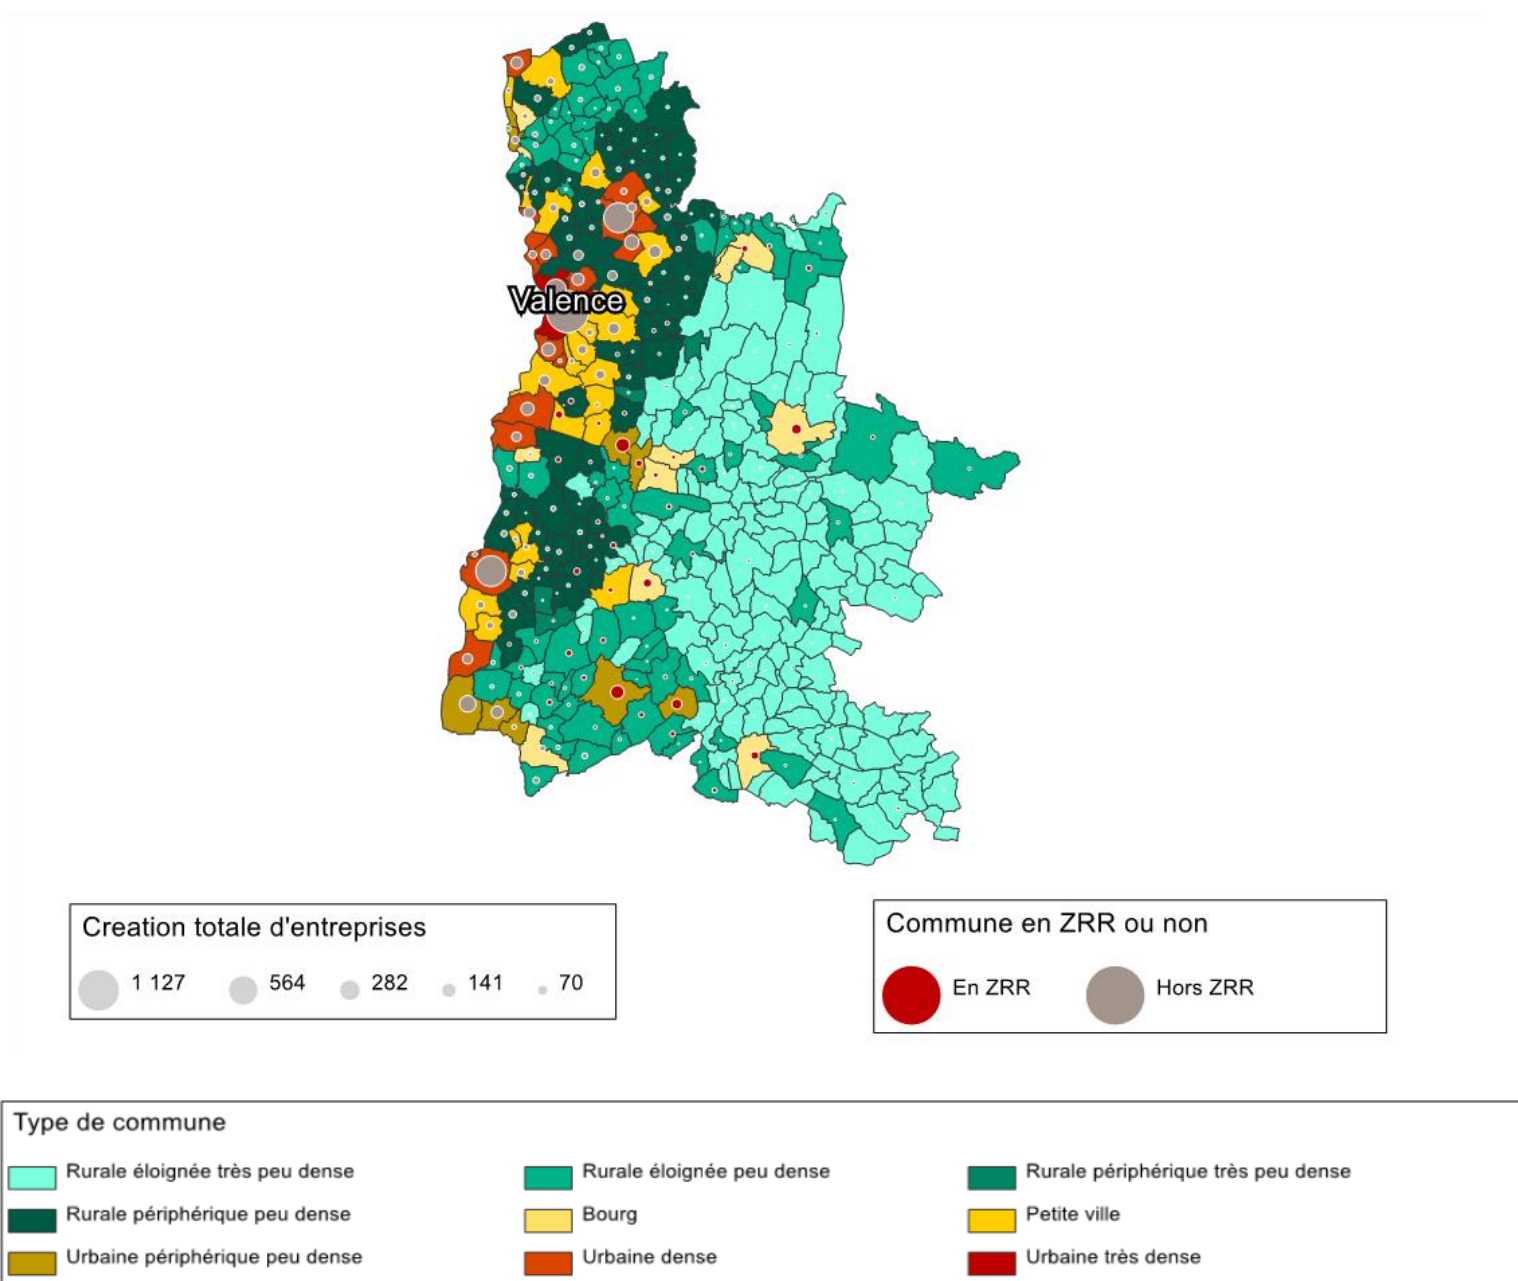 Valence
Creation totale d'entreprises
1 127 564 282 141 70
Commune en ZRR ou non
En ZRR Hors ZRR
Type de commune
Rurale éloignée très peu dense Rurale éloignée peu dense Rurale périphérique très peu dense
Rurale périphérique peu dense Bourg Petite ville
Urbaine périphérique peu dense Urbaine dense Urbaine très dense